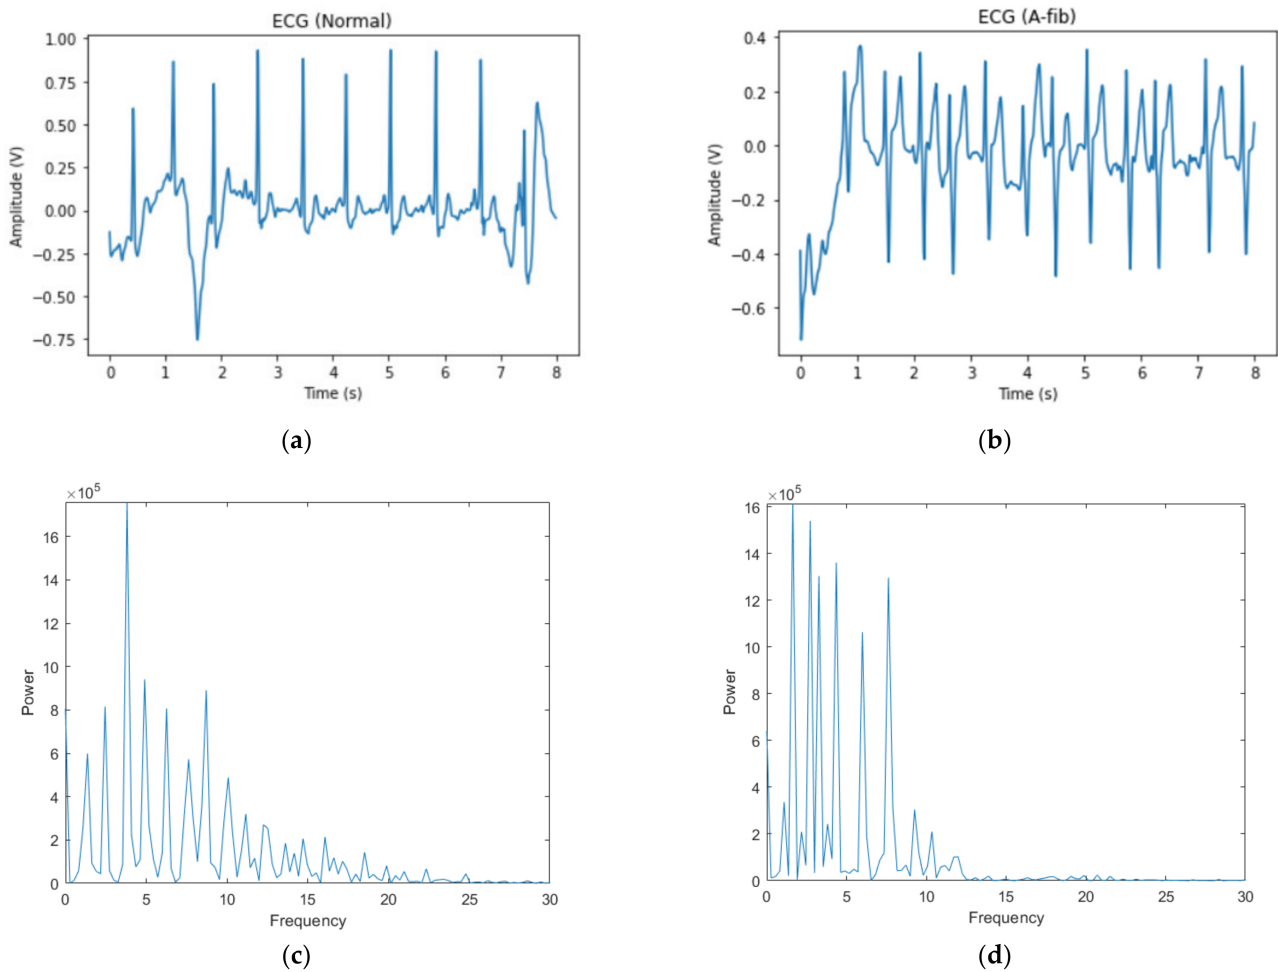 ECG (Normal)
1.00
0.75
0.50
0.25
0.00
−0.25
−0.50
−0.75
Amplitude (V)
0 1 2 3 4 5 6 7 8
Time (s)
(a)
ECG (A-fib)
0.4
0.2
0.0
−0.2
−0.4
−0.6
Amplitude (V)
0 1 2 3 4 5 6 7 8
Time (s)
(b)
×10⁵
16
14
12
10
8
6
4
2
0
Power
0 5 10 15 20 25 30
Frequency
(c)
×10⁵
16
14
12
10
8
6
4
2
0
Power
0 5 10 15 20 25 30
Frequency
(d)